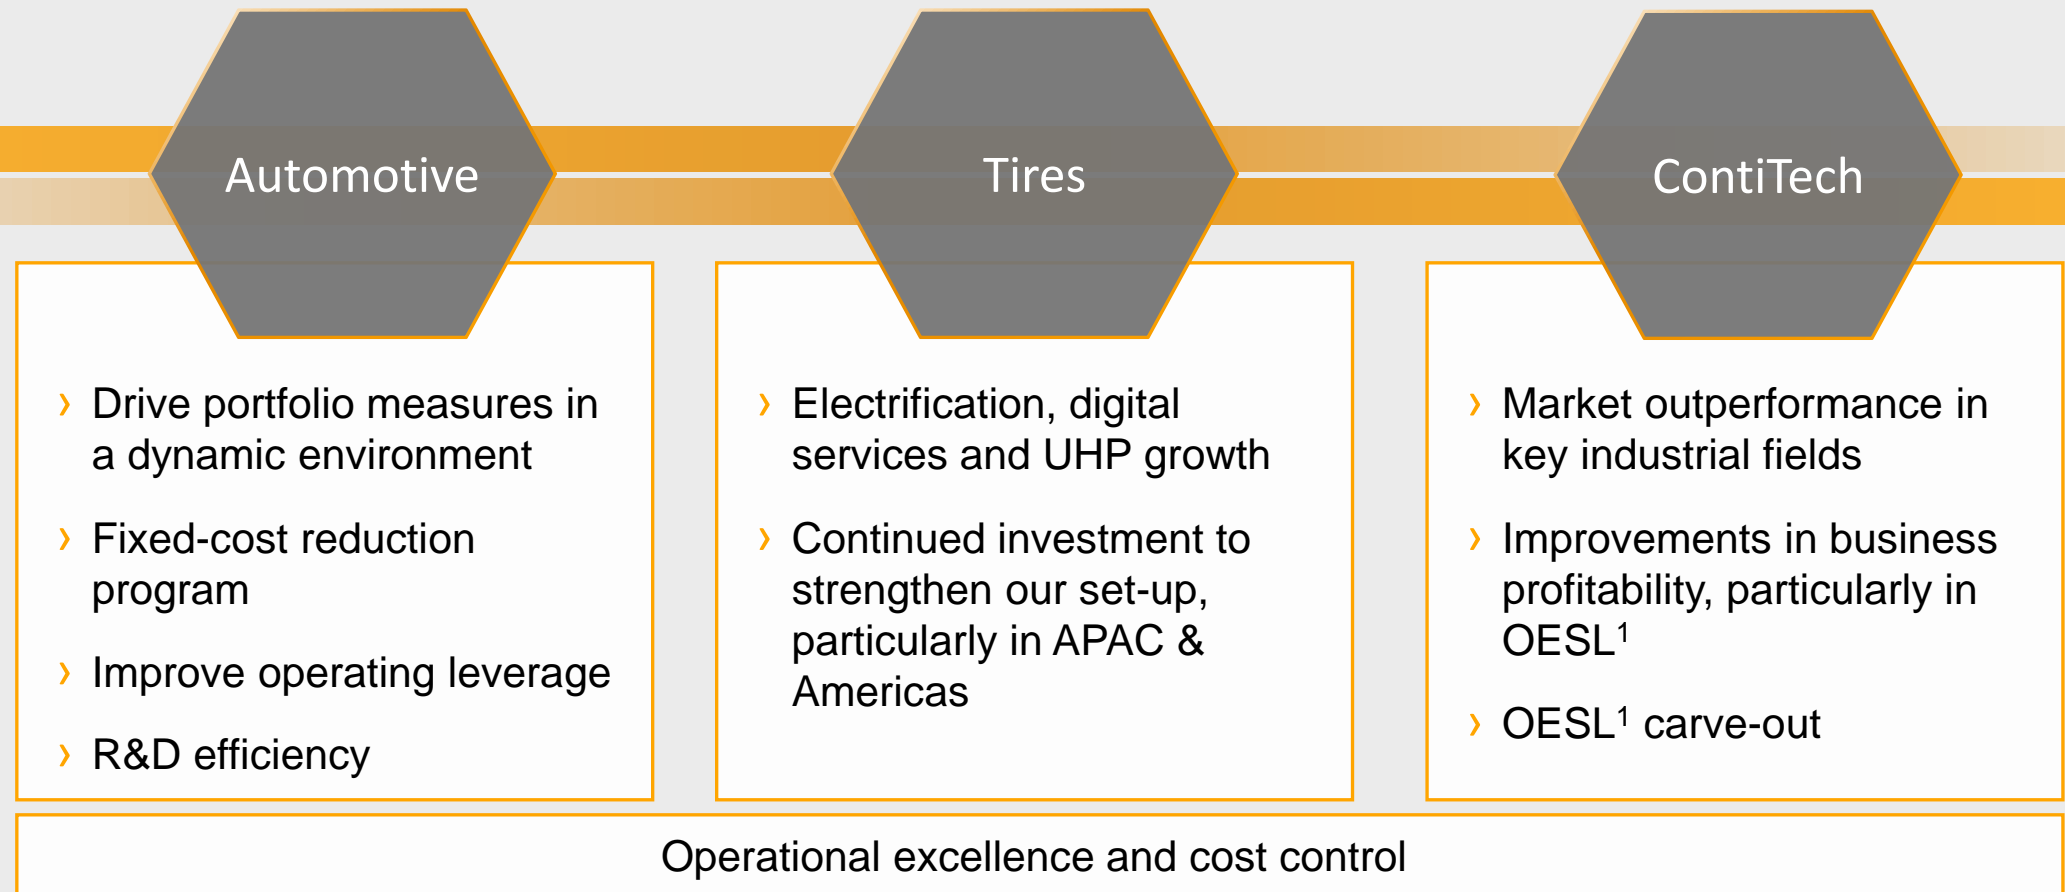 Automotive
› Drive portfolio measures in
a dynamic environment
› Fixed-cost reduction
program
› Improve operating leverage
› R&D efficiency
Tires
› Electrification, digital
services and UHP growth
› Continued investment to
strengthen our set-up,
particularly in APAC &
Americas
ContiTech
› Market outperformance in
key industrial fields
› Improvements in business
profitability, particularly in
OESL¹
› OESL¹ carve-out
Operational excellence and cost control